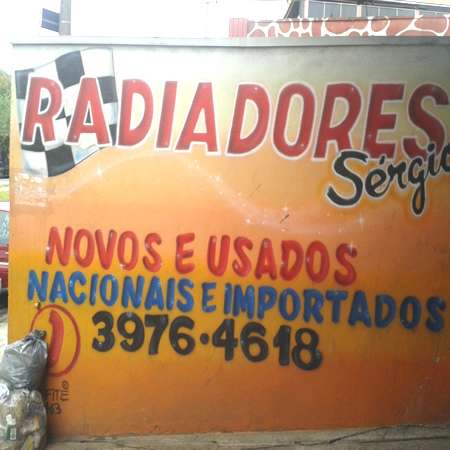 RADIADORES
Sérgio
NOVOS E USADOS
NACIONAIS E IMPORTADOS
3976-4618